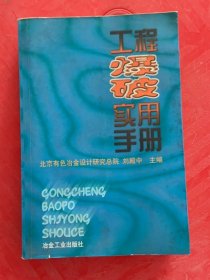 工程
爆破
实用
手册
北京有色冶金设计研究总院 刘殿中 主编
GONGCHENG
BAOPO
SHIYONG
SHOUCE
冶金工业出版社